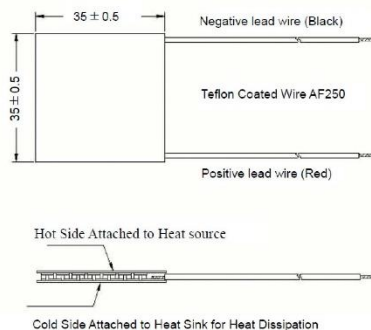 35 ± 0.5
Negative lead wire (Black)
35 ± 0.5
Teflon Coated Wire AF250
Positive lead wire (Red)
Hot Side Attached to Heat source
Cold Side Attached to Heat Sink for Heat Dissipation